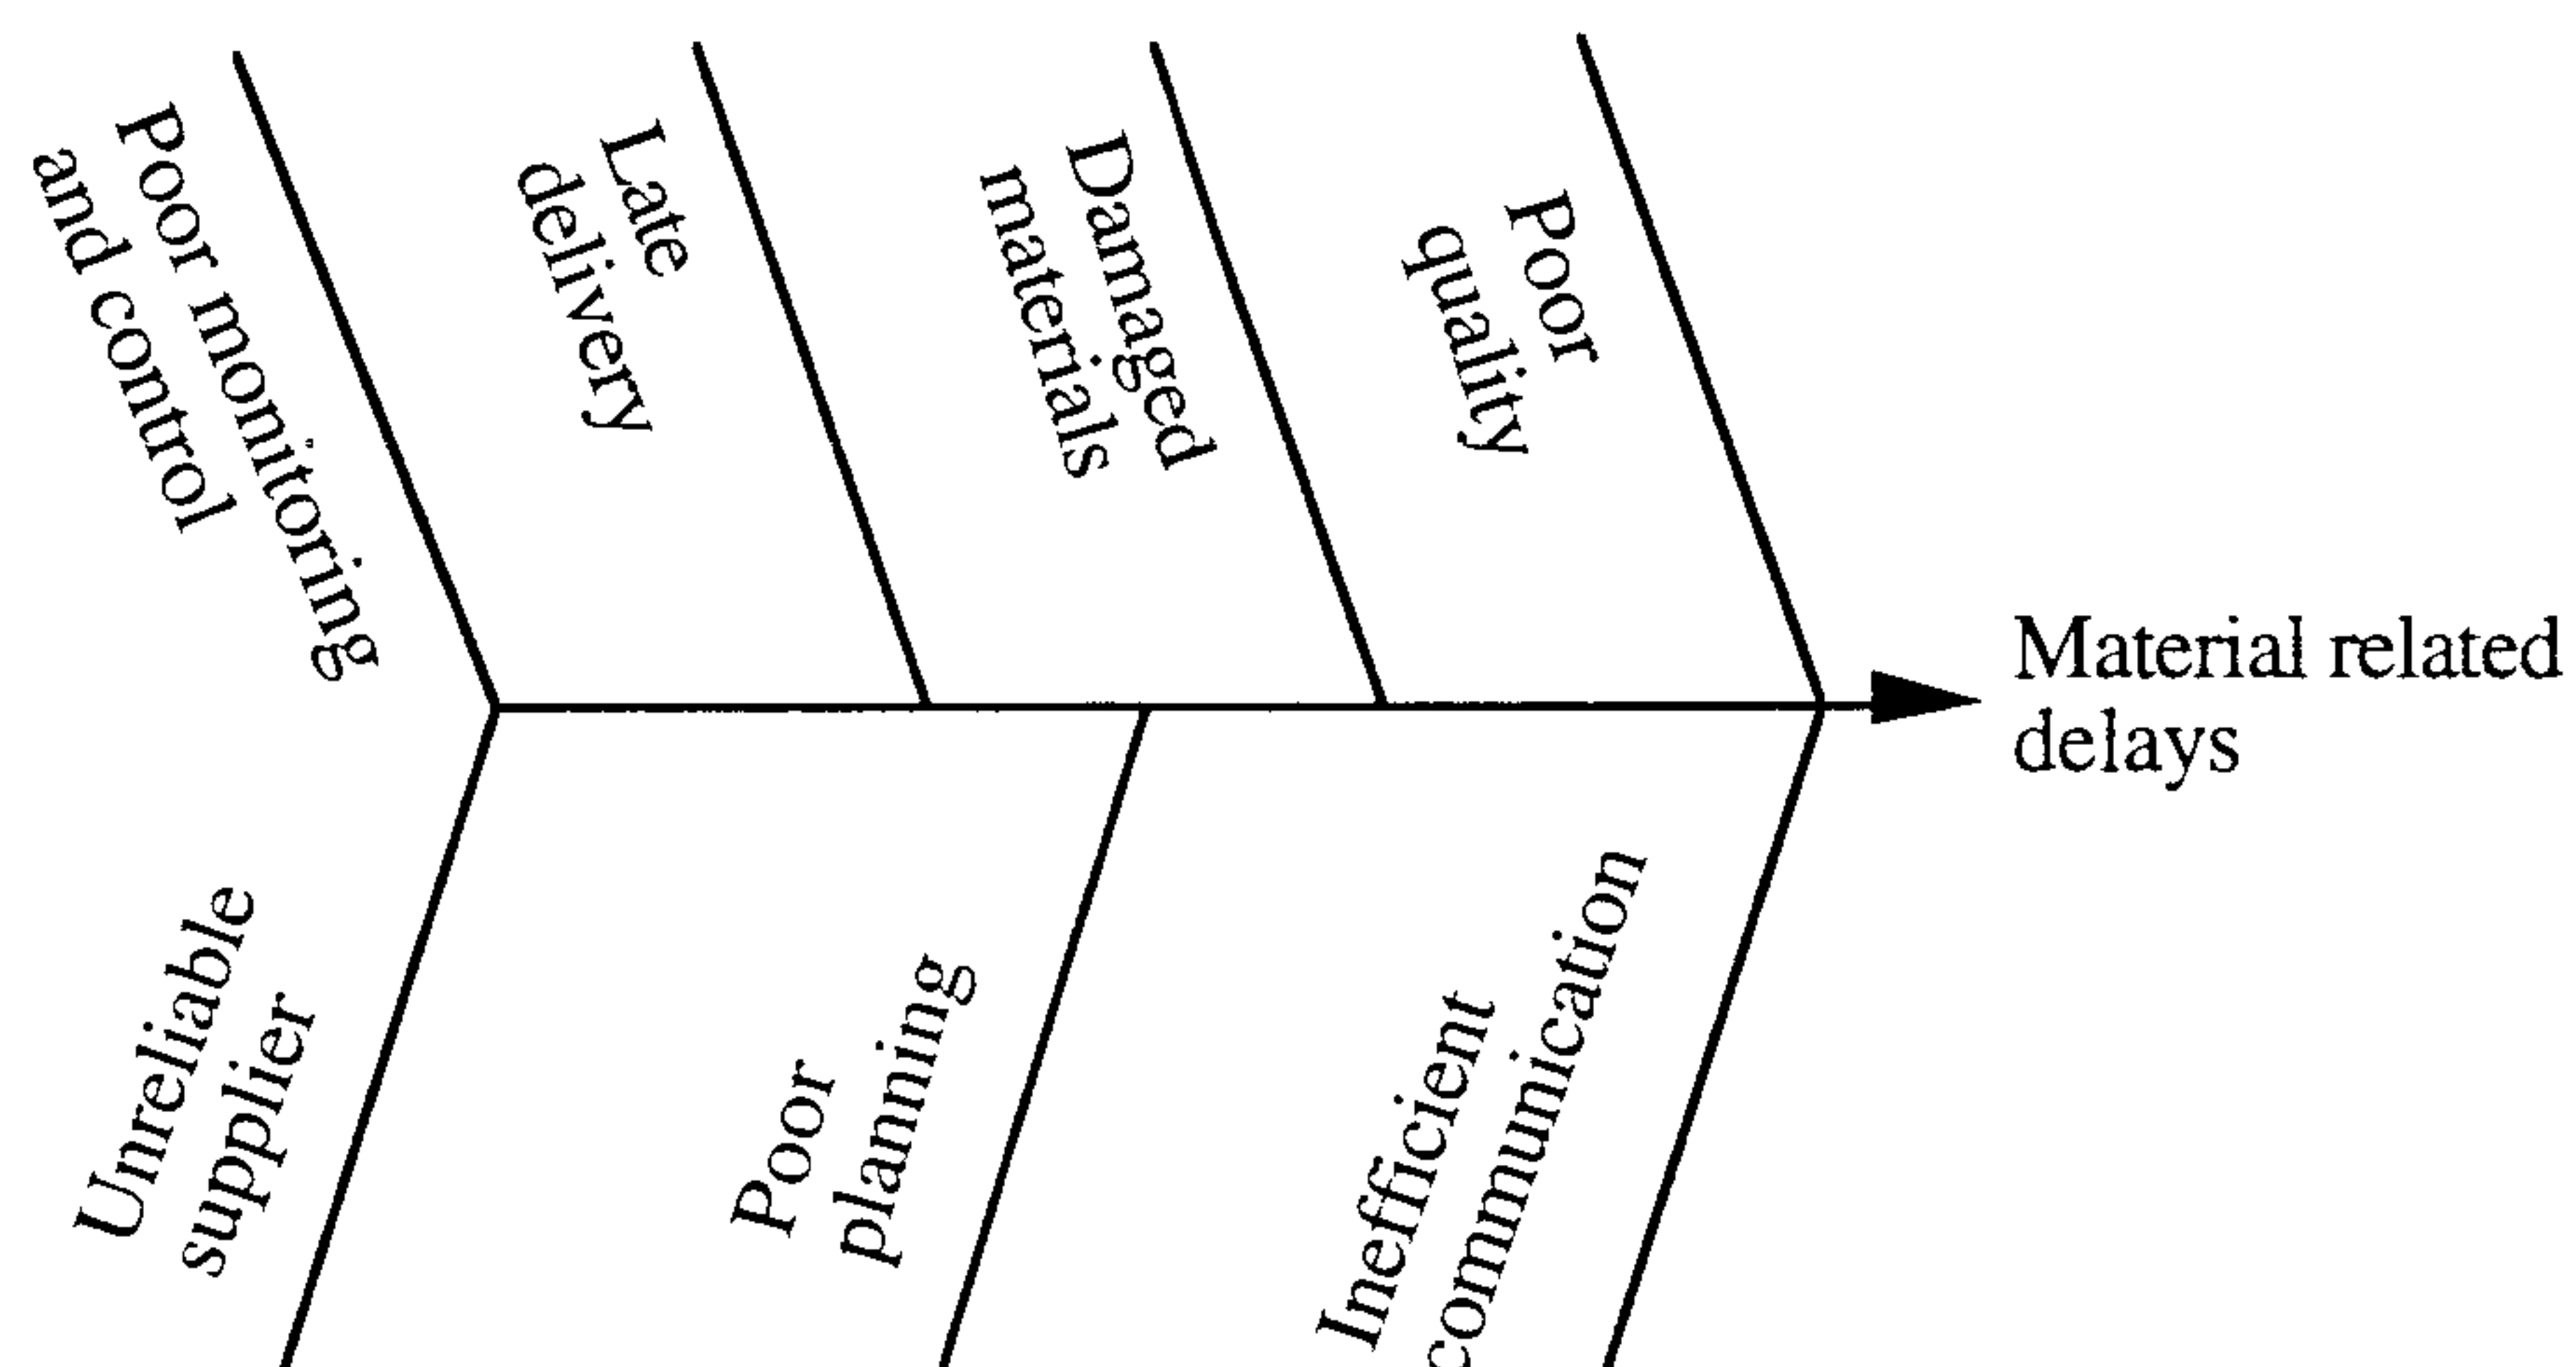 Poor monitoring
and control
Late
delivery
Damaged
materials
Poor
quality
Material related
delays
Unreliable
supplier
Poor
planning
Inefficient
communication